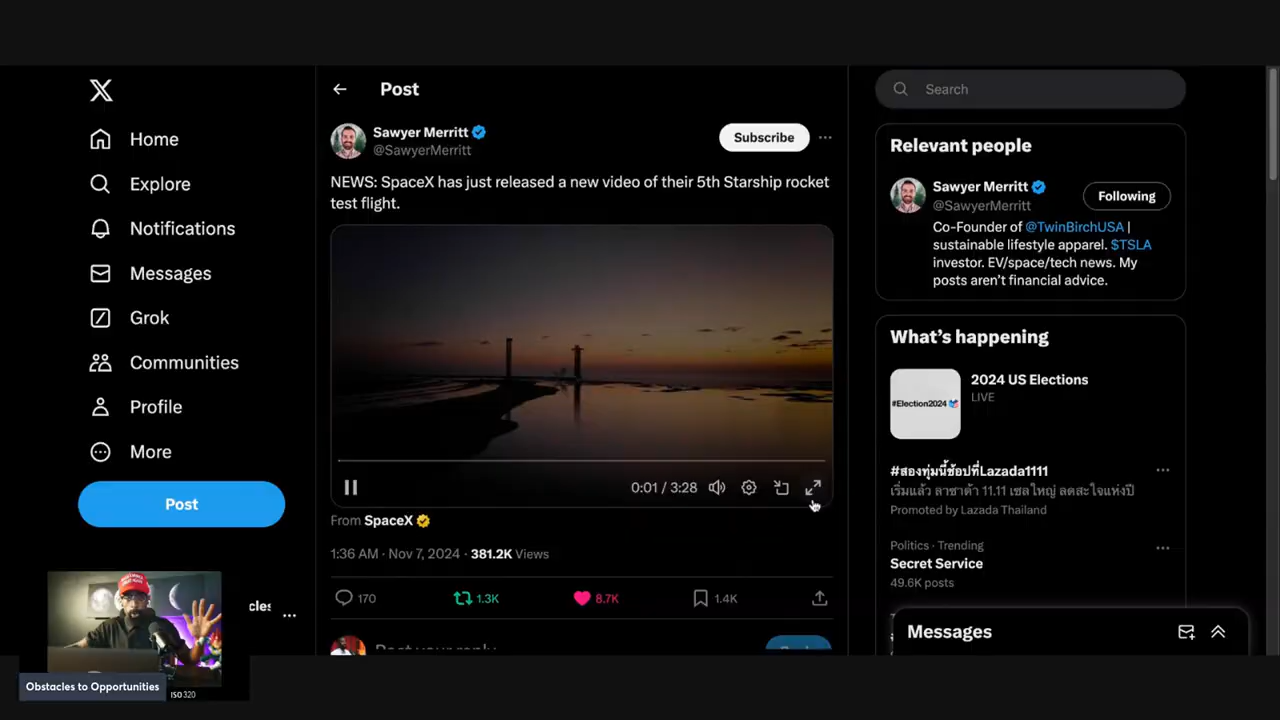 Home
Explore
Notifications
Messages
Grok
Communities
Profile
More
Post
cles
Obstacles to Opportunities
ISO 320
Post
Sawyer Merritt
@SawyerMerritt
Subscribe
NEWS: SpaceX has just released a new video of their 5th Starship rocket
test flight.
0:01 / 3:28
From SpaceX
1:36 AM · Nov 7, 2024 · 381.2K Views
170
1.3K
8.7K
1.4K
Post your reply
Search
Relevant people
Sawyer Merritt
@SawyerMerritt
Following
Co-Founder of @TwinBirchUSA |
sustainable lifestyle apparel. $TSLA
investor. EV/space/tech news. My
posts aren't financial advice.
What's happening
#Election2024
2024 US Elections
LIVE
#สองทุ่มนี้ช้อปที่Lazada1111
เริ่มแล้ว ลาซาด้า 11.11 เซลใหญ่ ลดสะใจแห่งปี
Promoted by Lazada Thailand
Politics · Trending
Secret Service
49.6K posts
Messages